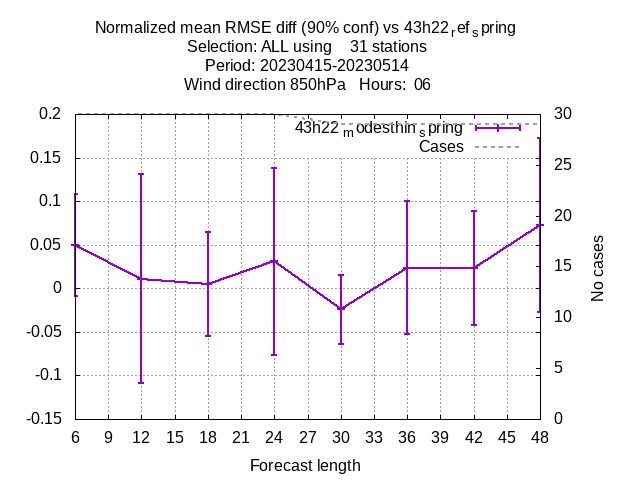 Normalized mean RMSE diff (90% conf) vs 43h22refspring
Selection: ALL using 31 stations
Period: 20230415-20230514
Wind direction 850hPa Hours: 06
43h22modesthinspring
Cases
0.2
0.15
0.1
0.05
0
-0.05
-0.1
-0.15
30
25
20
15
10
5
0
No cases
6 9 12 15 18 21 24 27 30 33 36 39 42 45 48
Forecast length